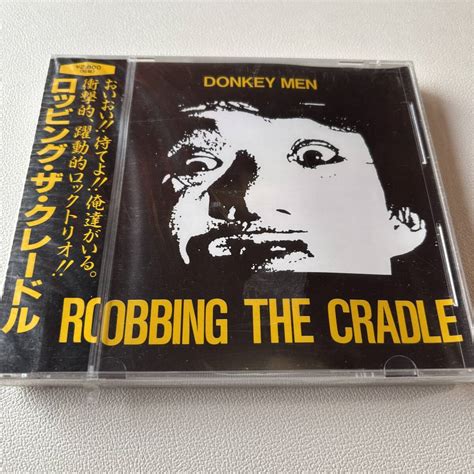 ¥2,800
おいおい!! 待てよ!! 俺達がいる。
衝撃的、躍動的ロックトリオ!!
ロッビング・ザ・クレードル
DONKEY MEN
ROBBING THE CRADLE